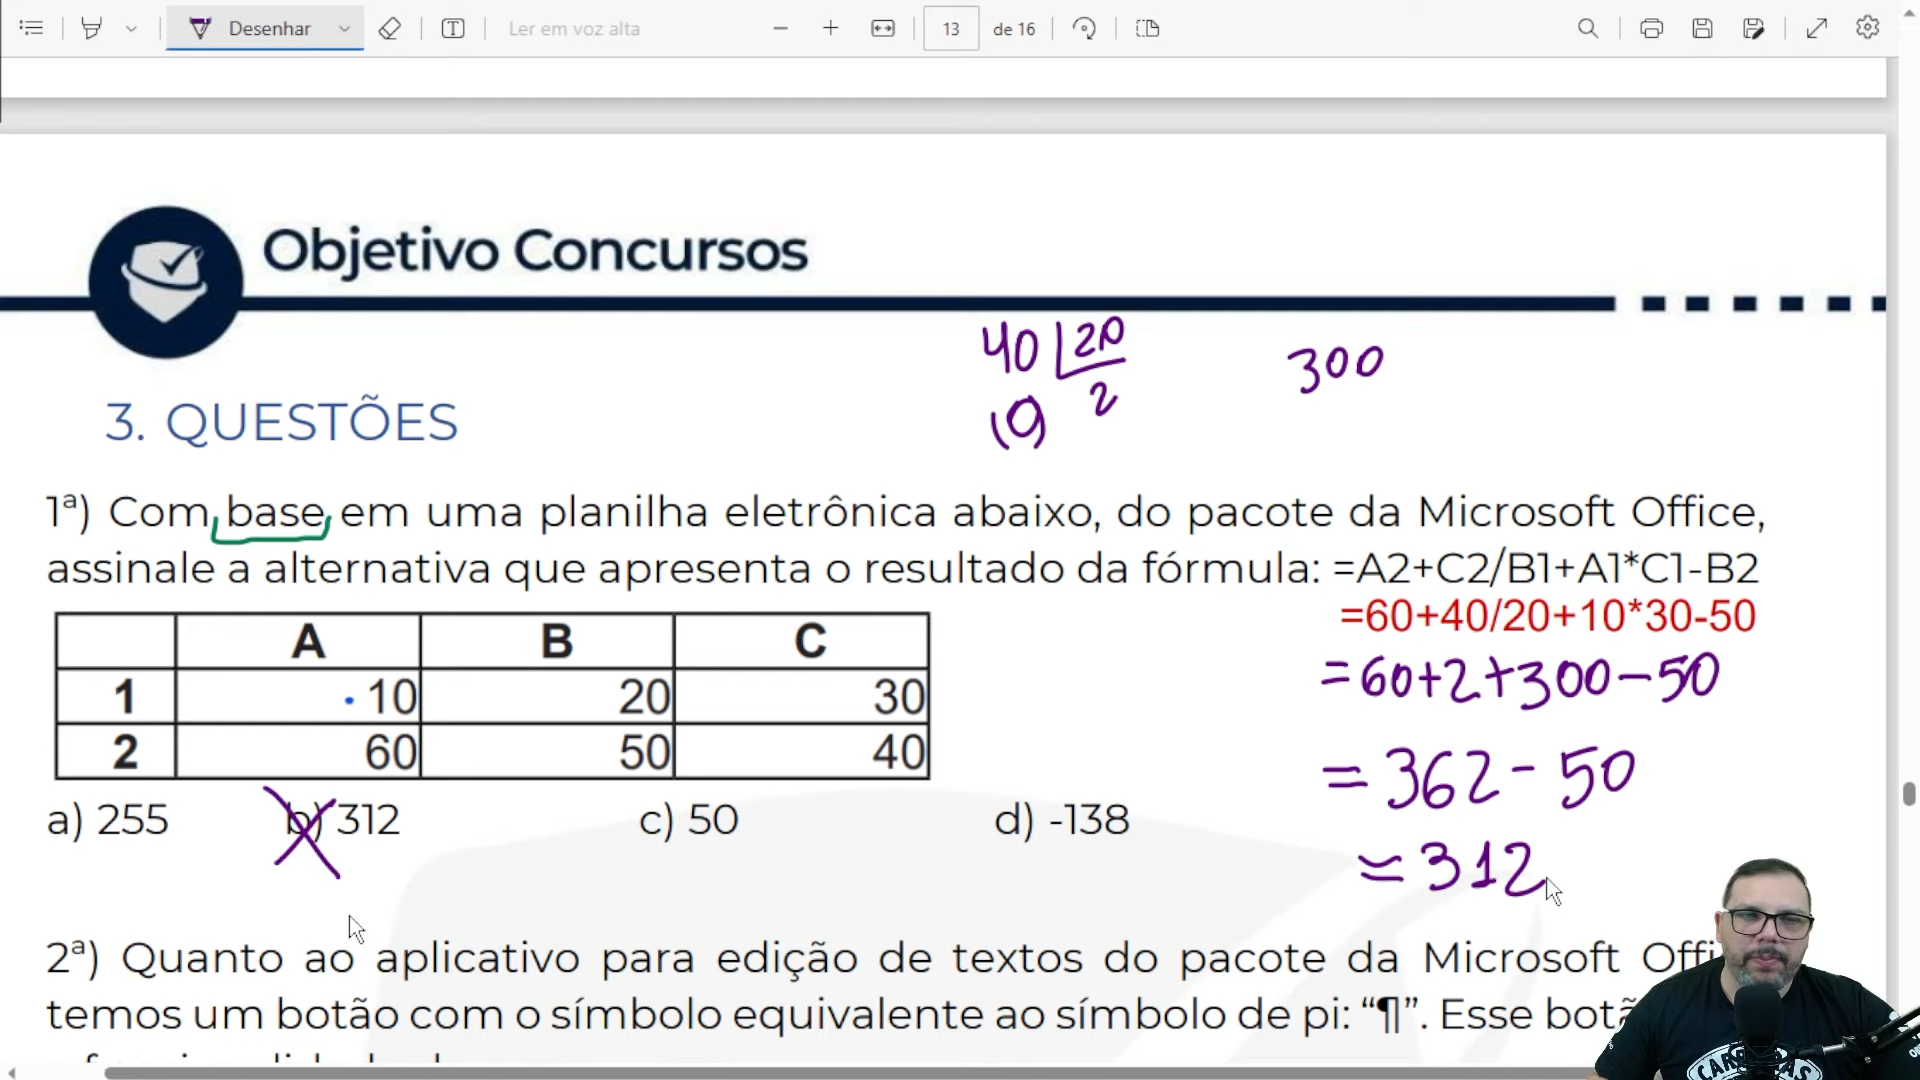 Desenhar
Ler em voz alta
13 de 16
Objetivo Concursos
40 20
(0) 2
300
3. QUESTÕES
1ª) Com base em uma planilha eletrônica abaixo, do pacote da Microsoft Office,
assinale a alternativa que apresenta o resultado da fórmula: =A2+C2/B1+A1*C1-B2
=60+40/20+10*30-50
=60+2+300-50
=362-50
=312
A B C
1 10 20 30
2 60 50 40
a) 255 b) 312 c) 50 d) -138
2ª) Quanto ao aplicativo para edição de textos do pacote da Microsoft Offi
temos um botão com o símbolo equivalente ao símbolo de pi: “¶”. Esse botã